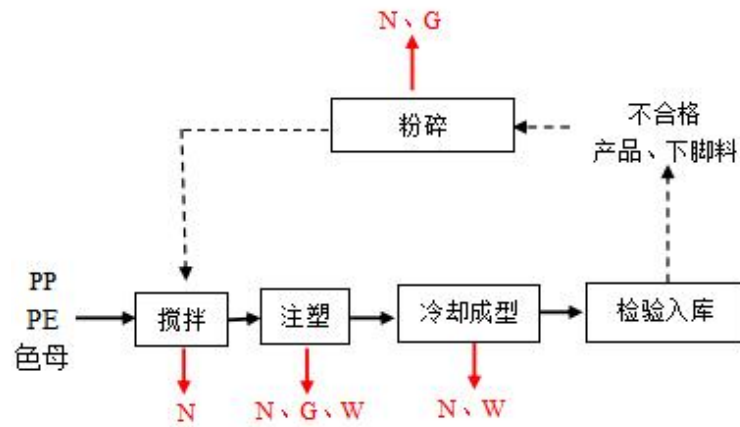 N、G
粉碎
不合格
产品、下脚料
PP
PE
色母
搅拌
注塑
冷却成型
检验入库
N
N、G、W
N、W